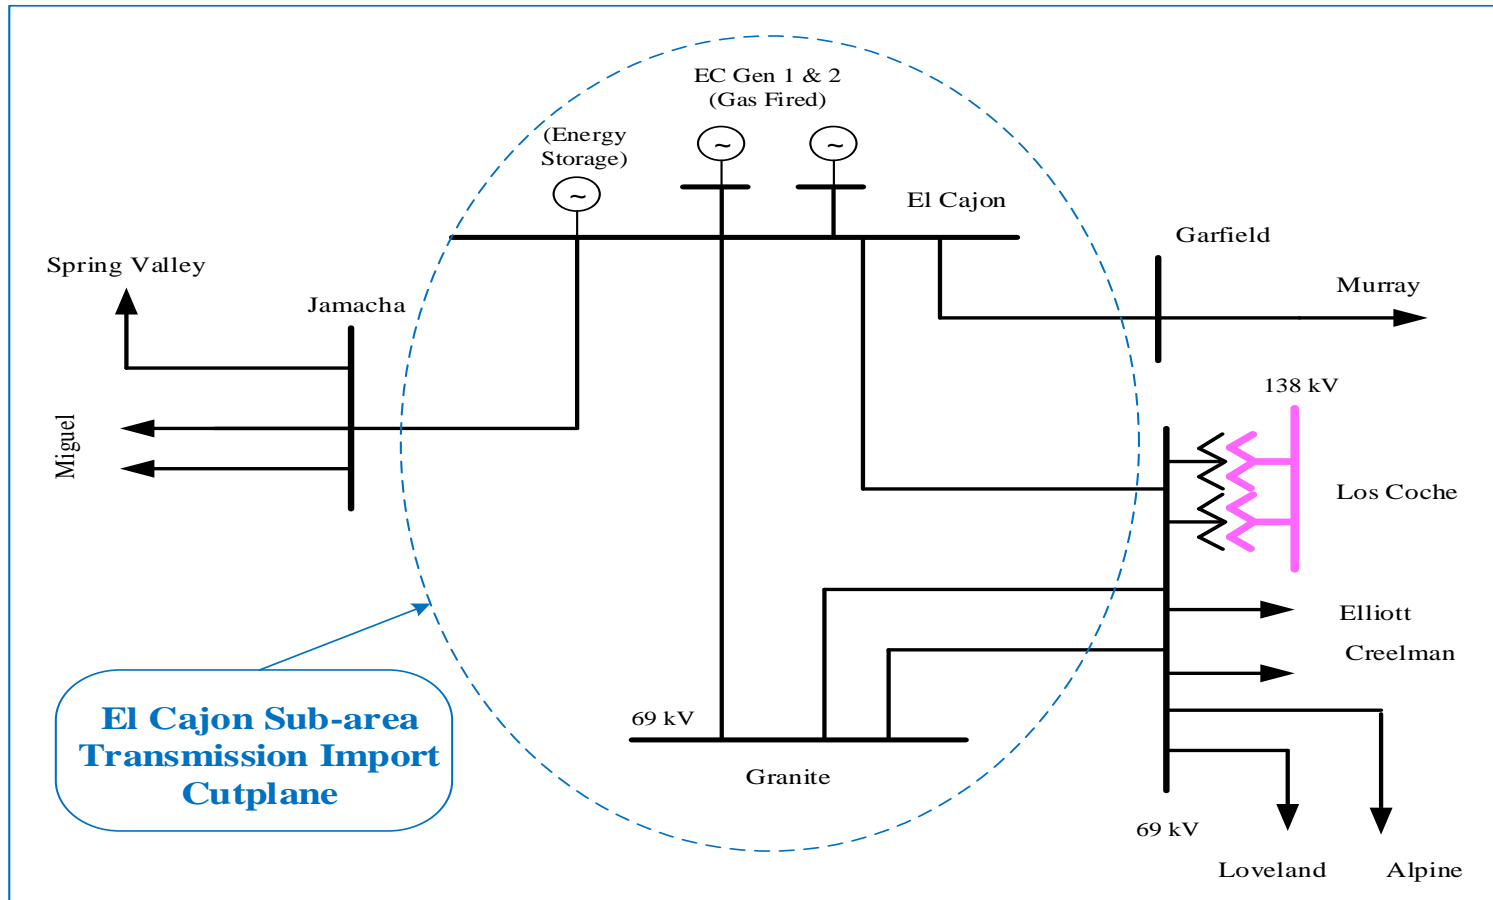 EC Gen 1 & 2
(Gas Fired)
(Energy
Storage)
~
~
~
El Cajon
Garfield
Spring Valley
Murray
Jamacha
138 kV
Miguel
Los Coche
Elliott
Creelman
69 kV
El Cajon Sub-area
Transmission Import
Cutplane
Granite
69 kV
Loveland
Alpine